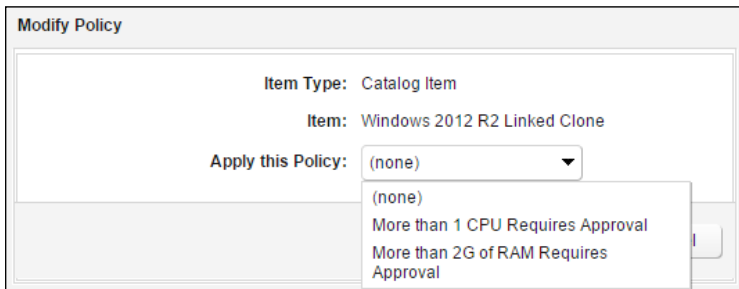 Modify Policy
Item Type: Catalog Item
Item: Windows 2012 R2 Linked Clone
Apply this Policy: (none)
(none)
More than 1 CPU Requires Approval
More than 2G of RAM Requires
Approval
l